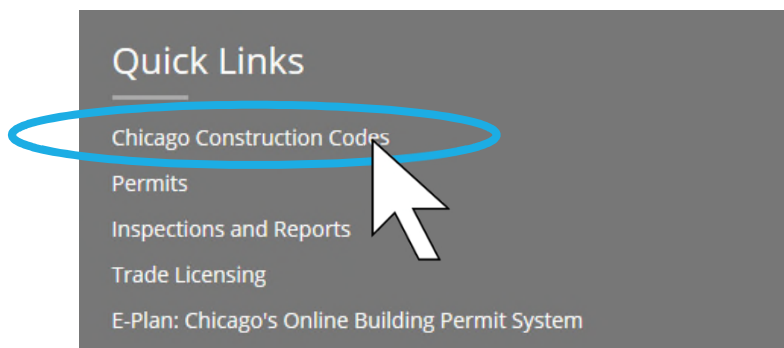 Quick Links
Chicago Construction Codes
Permits
Inspections and Reports
Trade Licensing
E-Plan: Chicago's Online Building Permit System